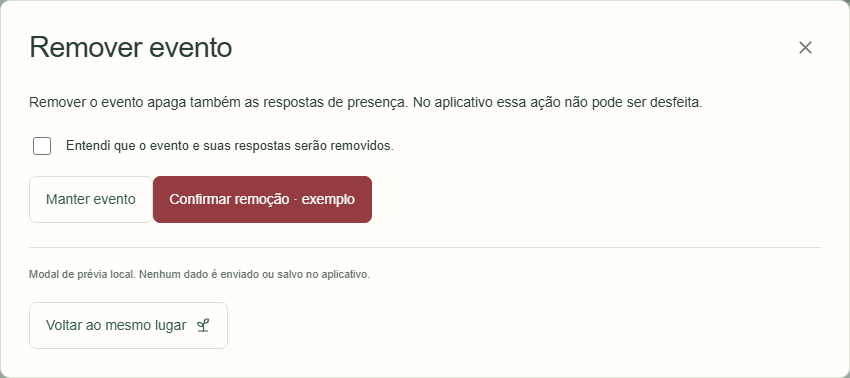 Remover evento
Remover o evento apaga também as respostas de presença. No aplicativo essa ação não pode ser desfeita.
Entendi que o evento e suas respostas serão removidos.
Manter evento
Confirmar remoção · exemplo
Modal de prévia local. Nenhum dado é enviado ou salvo no aplicativo.
Voltar ao mesmo lugar